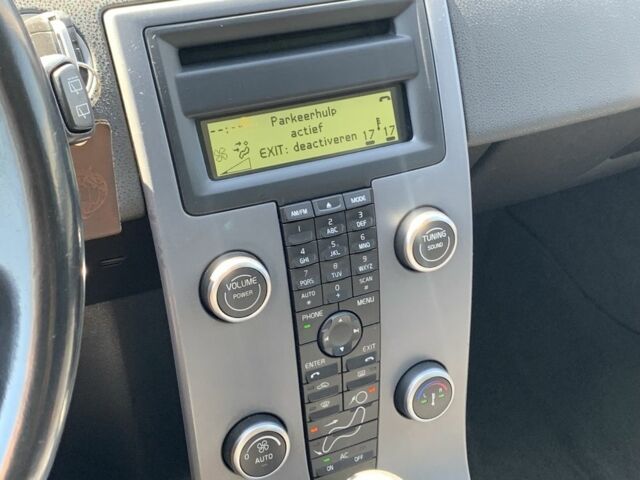 Parkeerhulp
actief
EXIT: deactiveren
17 17
AM/FM MODE
1 2 ABC 3 DEF
4 GHI 5 JKL 6 MNO
7 PQRS 8 TUV 9 WXYZ
AUTO * 0 + SCAN #
PHONE MENU
ENTER EXIT
VOLUME
POWER
TUNING
SOUND
0 AUTO
ON AC OFF